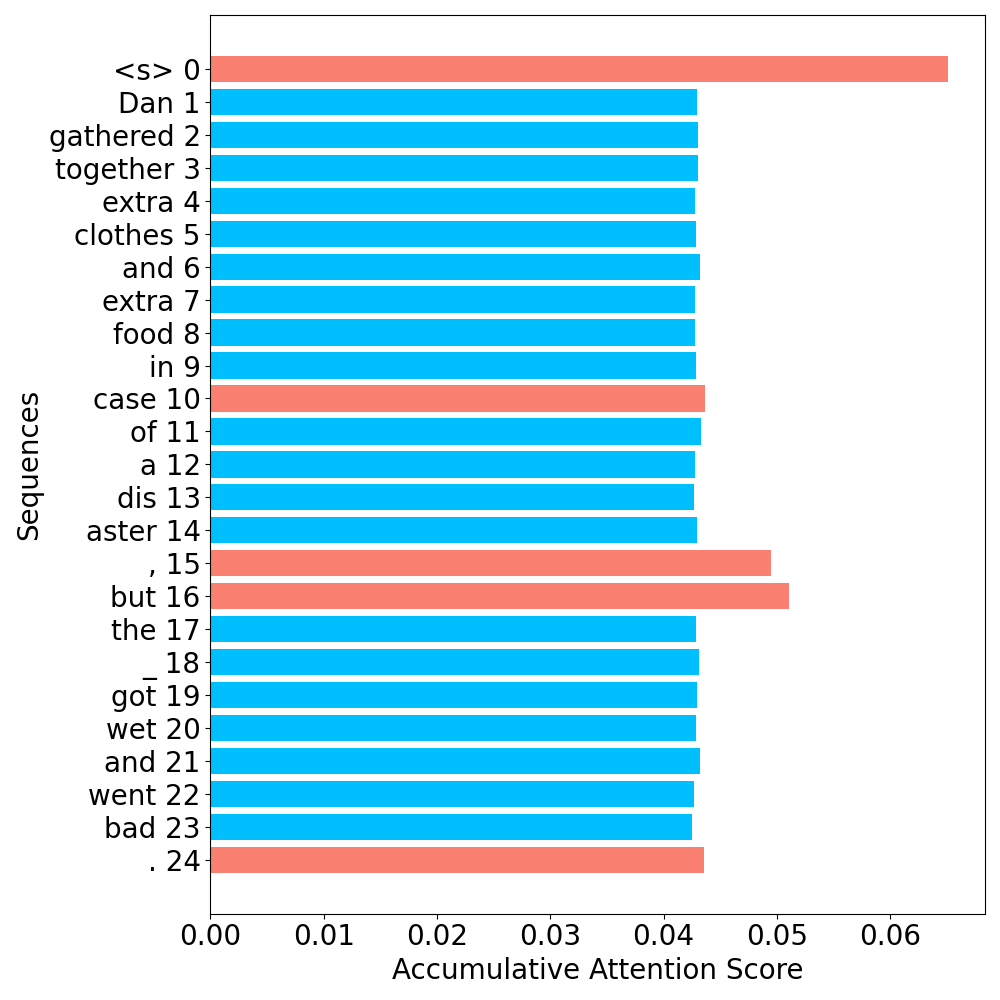 <s> 0
Dan 1
gathered 2
together 3
extra 4
clothes 5
and 6
extra 7
food 8
in 9
case 10
of 11
a 12
dis 13
aster 14
, 15
but 16
the 17
_ 18
got 19
wet 20
and 21
went 22
bad 23
. 24
Sequences
0.00 0.01 0.02 0.03 0.04 0.05 0.06
Accumulative Attention Score